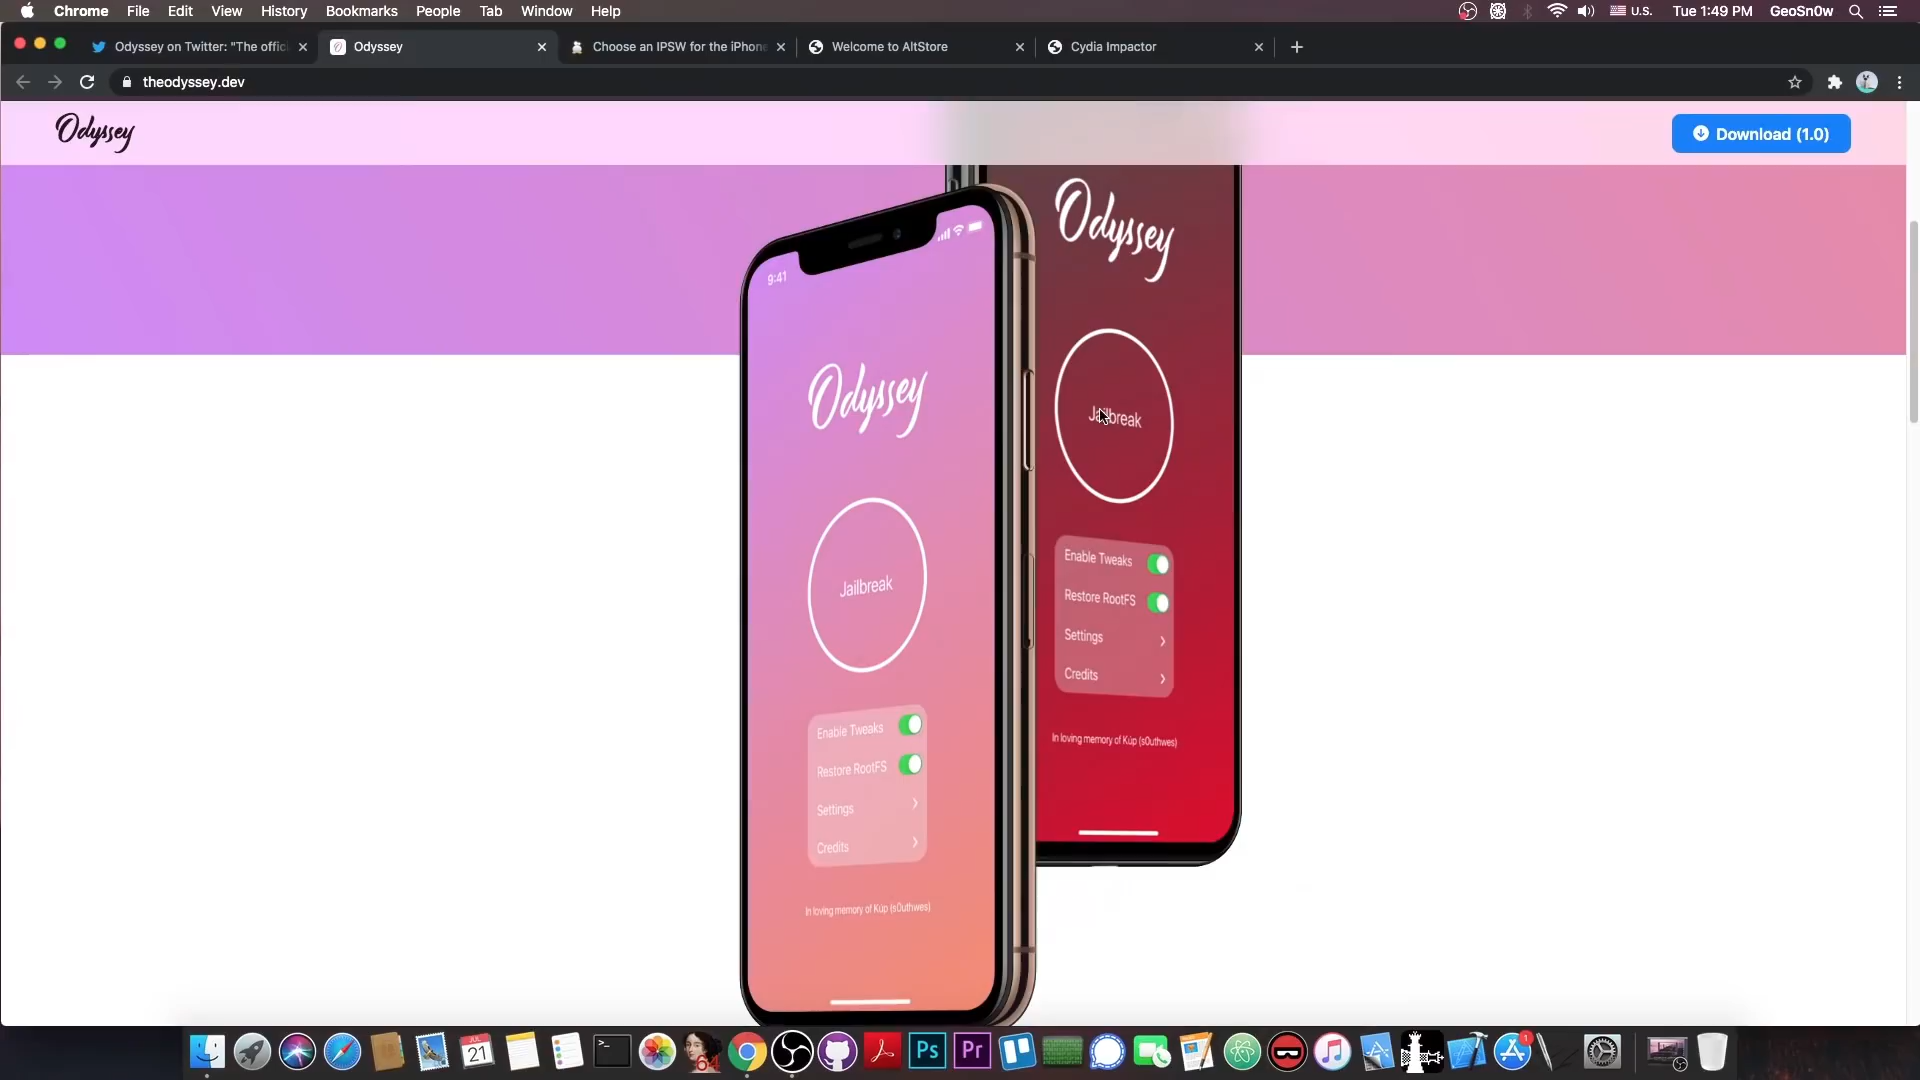 Chrome File Edit View History Bookmarks People Tab Window Help U.S. Tue 1:49 PM GeoSn0w
Odyssey on Twitter: "The offic Odyssey Choose an IPSW for the iPhone Welcome to AltStore Cydia Impactor
theodyssey.dev
Odyssey Download (1.0)
Odyssey
9:41
Odyssey
Jailbreak
Enable Tweaks
Restore RootFS
Settings
Credits
In loving memory of Kúp (s0uthwes)
Jailbreak
Enable Tweaks
Restore RootFS
Settings
Credits
In loving memory of Kúp (s0uthwes)
JUL
21
64
Ps
Pr
1